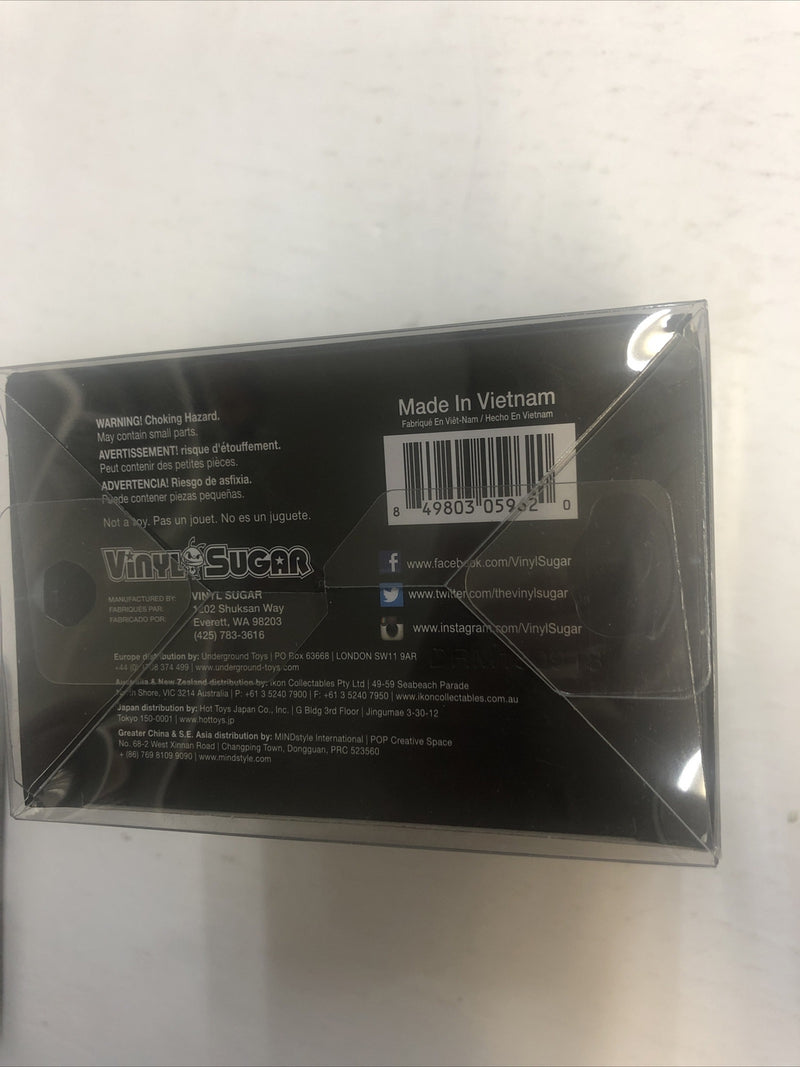 WARNING! Choking Hazard.
May contain small parts.
AVERTISSEMENT! risque d'étouffement.
Peut contenir des petites pièces.
ADVERTENCIA! Riesgo de asfixia.
Puede contener piezas pequeñas.
Not a toy. Pas un jouet. No es un juguete.
Made In Vietnam
Fabriqué En Viêt-Nam / Hecho En Vietnam
8 49803 05962 0
VINYL SUGAR
MANUFACTURED BY:
FABRIQUÉS PAR:
FABRICADO POR:
VINYL SUGAR
1202 Shuksan Way
Everett, WA 98203
(425) 783-3616
www.facebook.com/VinylSugar
www.twitter.com/thevinylsugar
www.instagram.com/VinylSugar
Europe distribution by: Underground Toys | PO Box 63668 | LONDON SW11 9AR
374 499 | www.underground-toys.com
Australia & New Zealand distribution by: Ikon Collectables Pty Ltd | 49-59 Seabeach Parade
North Shore, VIC 3214 Australia | P: +61 3 5240 7900 | F: +61 3 5240 7950 | www.ikoncollectables.com.au
Japan distribution by: Hot Toys Japan Co., Inc. | G Bldg 3rd Floor | Jingumae 3-30-12
Tokyo 150-0001 | www.hottoys.jp
Greater China & S.E. Asia distribution by: MINDstyle International | POP Creative Space
No. 68-2 West Xinnan Road | Changping Town, Dongguan, PRC 523560
+ (86) 769 8109 9090 | www.mindstyle.com